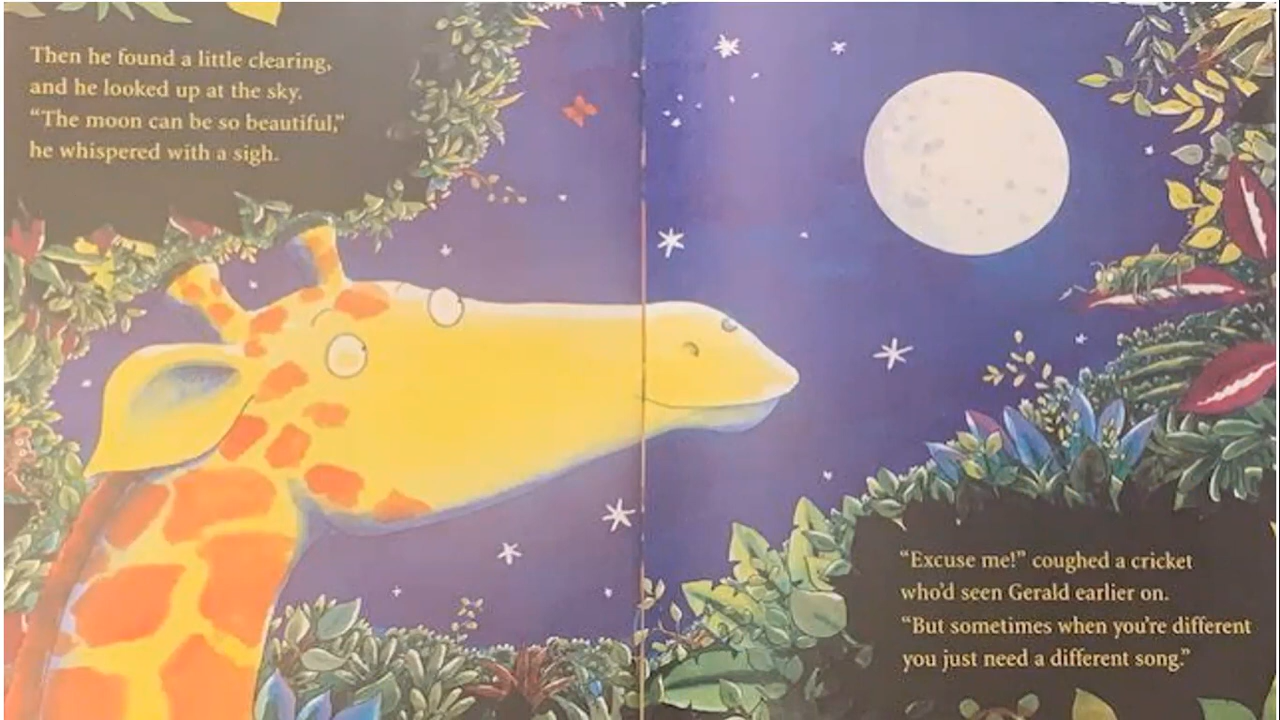 Then he found a little clearing,
and he looked up at the sky.
“The moon can be so beautiful,”
he whispered with a sigh.
“Excuse me!” coughed a cricket
who’d seen Gerald earlier on.
“But sometimes when you’re different
you just need a different song.”